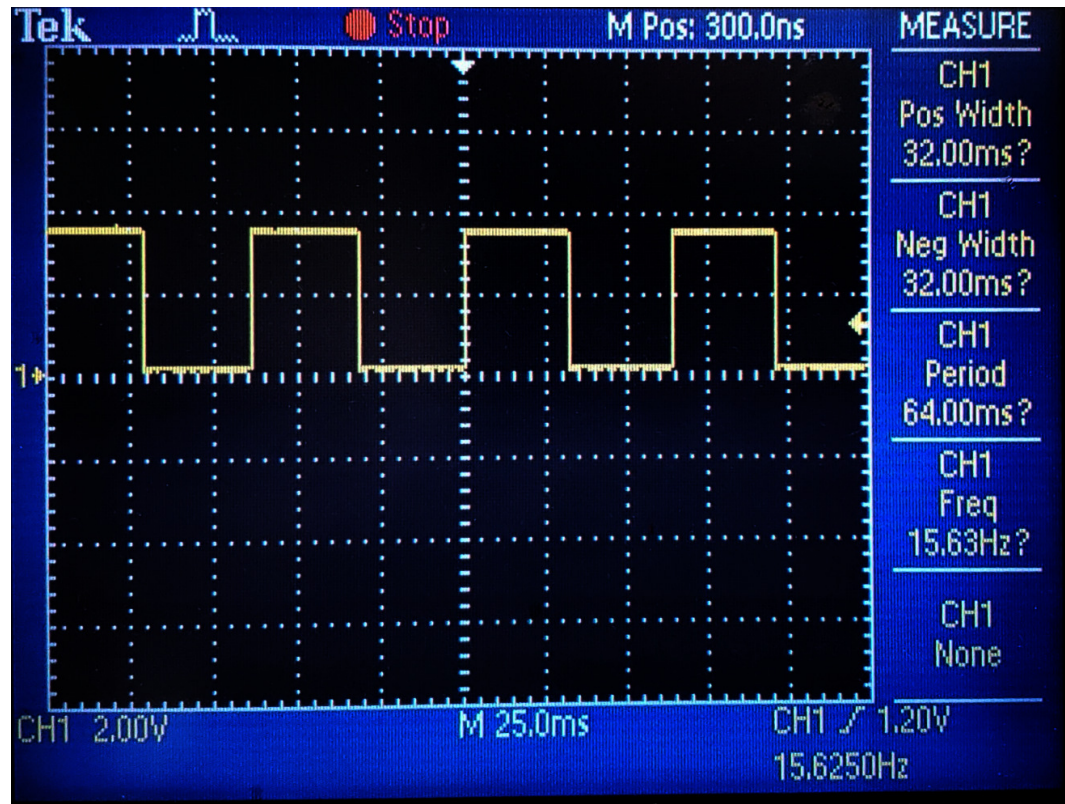 Tek Stop M Pos: 300.0ns MEASURE
CH1
Pos Width
32.00ms?
CH1
Neg Width
32.00ms?
CH1
Period
64.00ms?
CH1
Freq
15.63Hz?
CH1
None
1
CH1 2.00V M 25.0ms CH1 1.20V
15.6250Hz